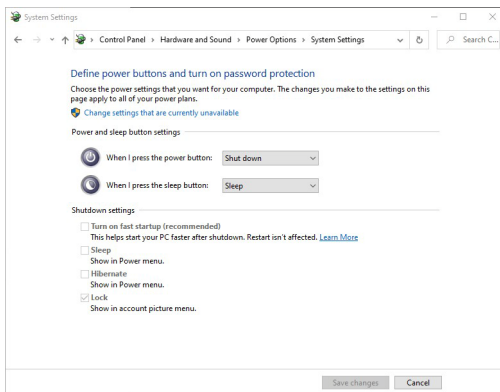 System Settings
Control Panel > Hardware and Sound > Power Options > System Settings
Search C...
Define power buttons and turn on password protection
Choose the power settings that you want for your computer. The changes you make to the settings on this
page apply to all of your power plans.
Change settings that are currently unavailable
Power and sleep button settings
When I press the power button: Shut down
When I press the sleep button: Sleep
Shutdown settings
Turn on fast startup (recommended)
This helps start your PC faster after shutdown. Restart isn't affected. Learn More
Sleep
Show in Power menu.
Hibernate
Show in Power menu.
Lock
Show in account picture menu.
Save changes
Cancel